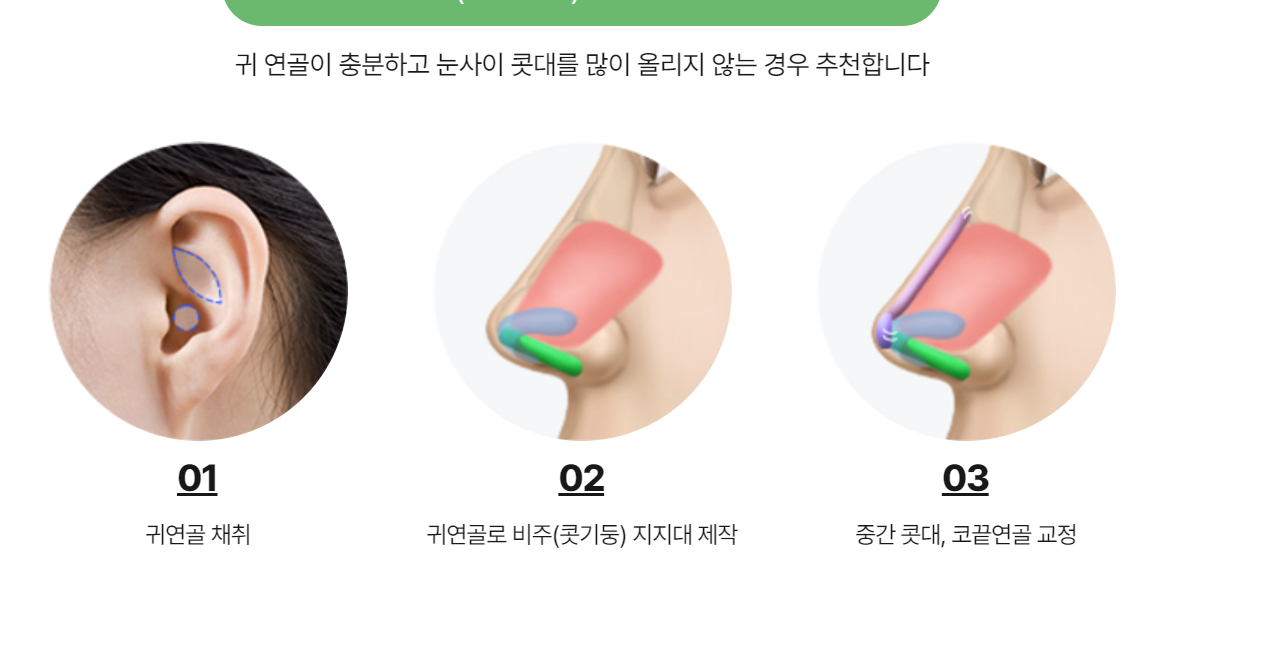 귀 연골이 충분하고 눈사이 콧대를 많이 올리지 않는 경우 추천합니다
01
02
03
귀연골 채취
귀연골로 비주(콧기둥) 지지대 제작
중간 콧대, 코끝연골 교정